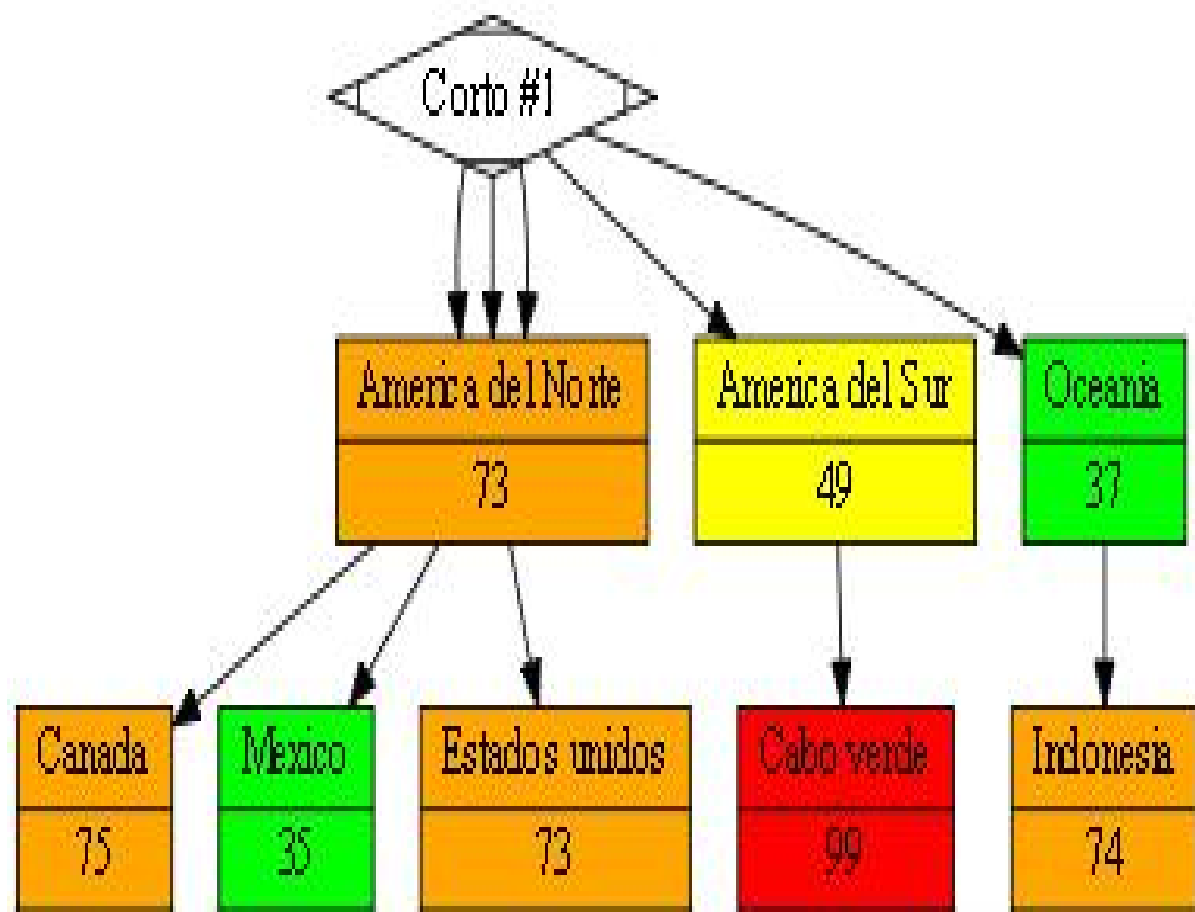 Corto #1
America del Norte
73
America del Sur
49
Oceania
37
Canada
75
Mexico
35
Estados unidos
73
Cabo verde
99
Indonesia
74